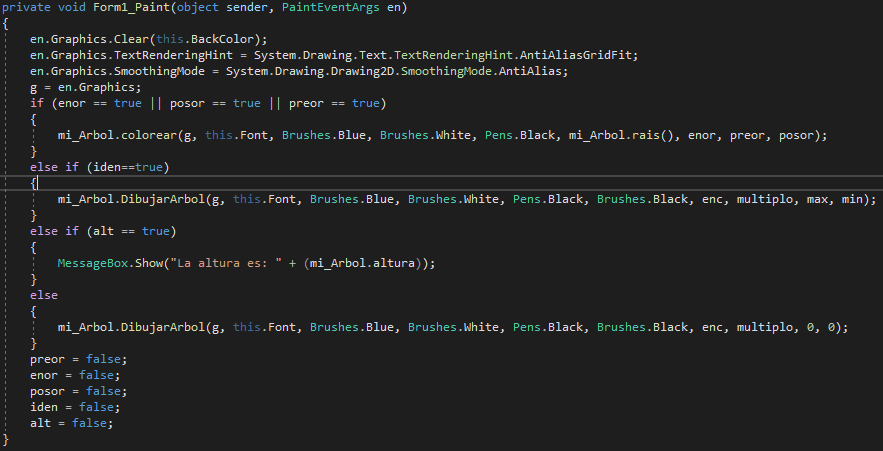 private void Form1_Paint(object sender, PaintEventArgs en)
{
en.Graphics.Clear(this.BackColor);
en.Graphics.TextRenderingHint = System.Drawing.Text.TextRenderingHint.AntiAliasGridFit;
en.Graphics.SmoothingMode = System.Drawing.Drawing2D.SmoothingMode.AntiAlias;
g = en.Graphics;
if (enor == true || posor == true || preor == true)
{
mi_Arbol.colorear(g, this.Font, Brushes.Blue, Brushes.White, Pens.Black, mi_Arbol.rais(), enor, preor, posor);
}
else if (iden==true)
{
mi_Arbol.DibujarArbol(g, this.Font, Brushes.Blue, Brushes.White, Pens.Black, Brushes.Black, enc, multiplo, max, min);
}
else if (alt == true)
{
MessageBox.Show("La altura es: " + (mi_Arbol.altura));
}
else
{
mi_Arbol.DibujarArbol(g, this.Font, Brushes.Blue, Brushes.White, Pens.Black, Brushes.Black, enc, multiplo, 0, 0);
}
preor = false;
enor = false;
posor = false;
iden = false;
alt = false;
}